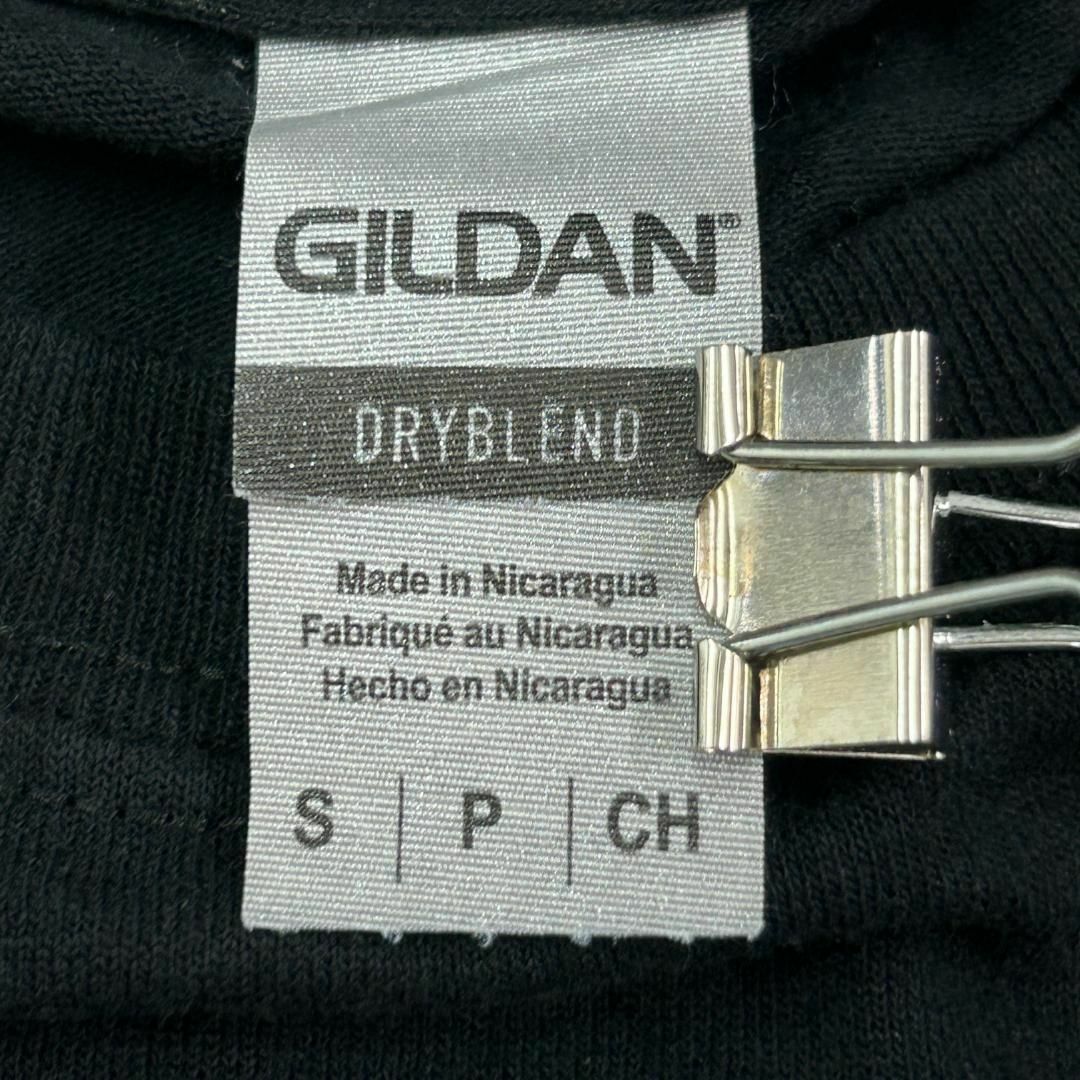 GILDAN®
DRYBLEND
Made in Nicaragua
Fabriqué au Nicaragua
Hecho en Nicaragua
S | P | CH